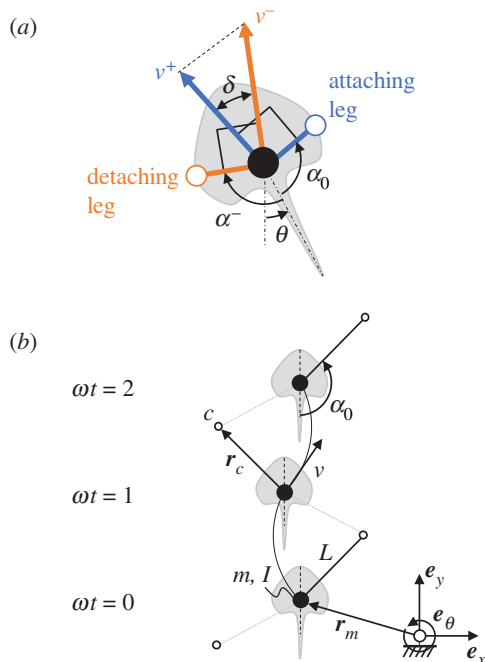 (a)
v⁻
v⁺
δ
attaching
leg
detaching
leg
α₀
α⁻
θ
(b)
ωt = 2
c
α₀
r_c
v
ωt = 1
L
m, I
e_y
ωt = 0
e_θ
r_m
e_x